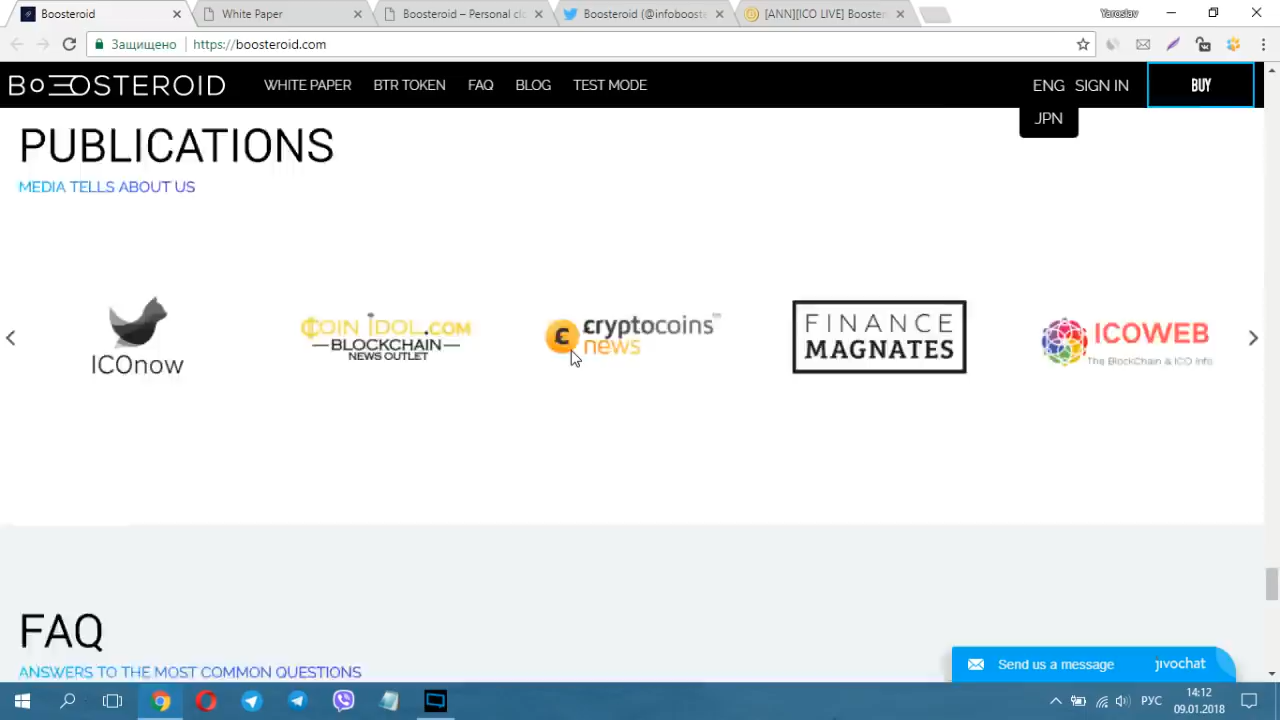 Boosteroid
White Paper
Boosteroid – Personal clo
Boosteroid (@infobooste
[ANN][ICO LIVE] Booster
Yaroslav
Защищено
https://boosteroid.com
BOOSTEROID
WHITE PAPER
BTR TOKEN
FAQ
BLOG
TEST MODE
ENG
SIGN IN
BUY
JPN
PUBLICATIONS
MEDIA TELLS ABOUT US
ICOnow
COIN IDOL.COM
BLOCKCHAIN
NEWS OUTLET
cryptocoins
news
FINANCE
MAGNATES
ICOWEB
The BlockChain & ICO Info
FAQ
ANSWERS TO THE MOST COMMON QUESTIONS
Send us a message
jivochat
РУС
14:12
09.01.2018